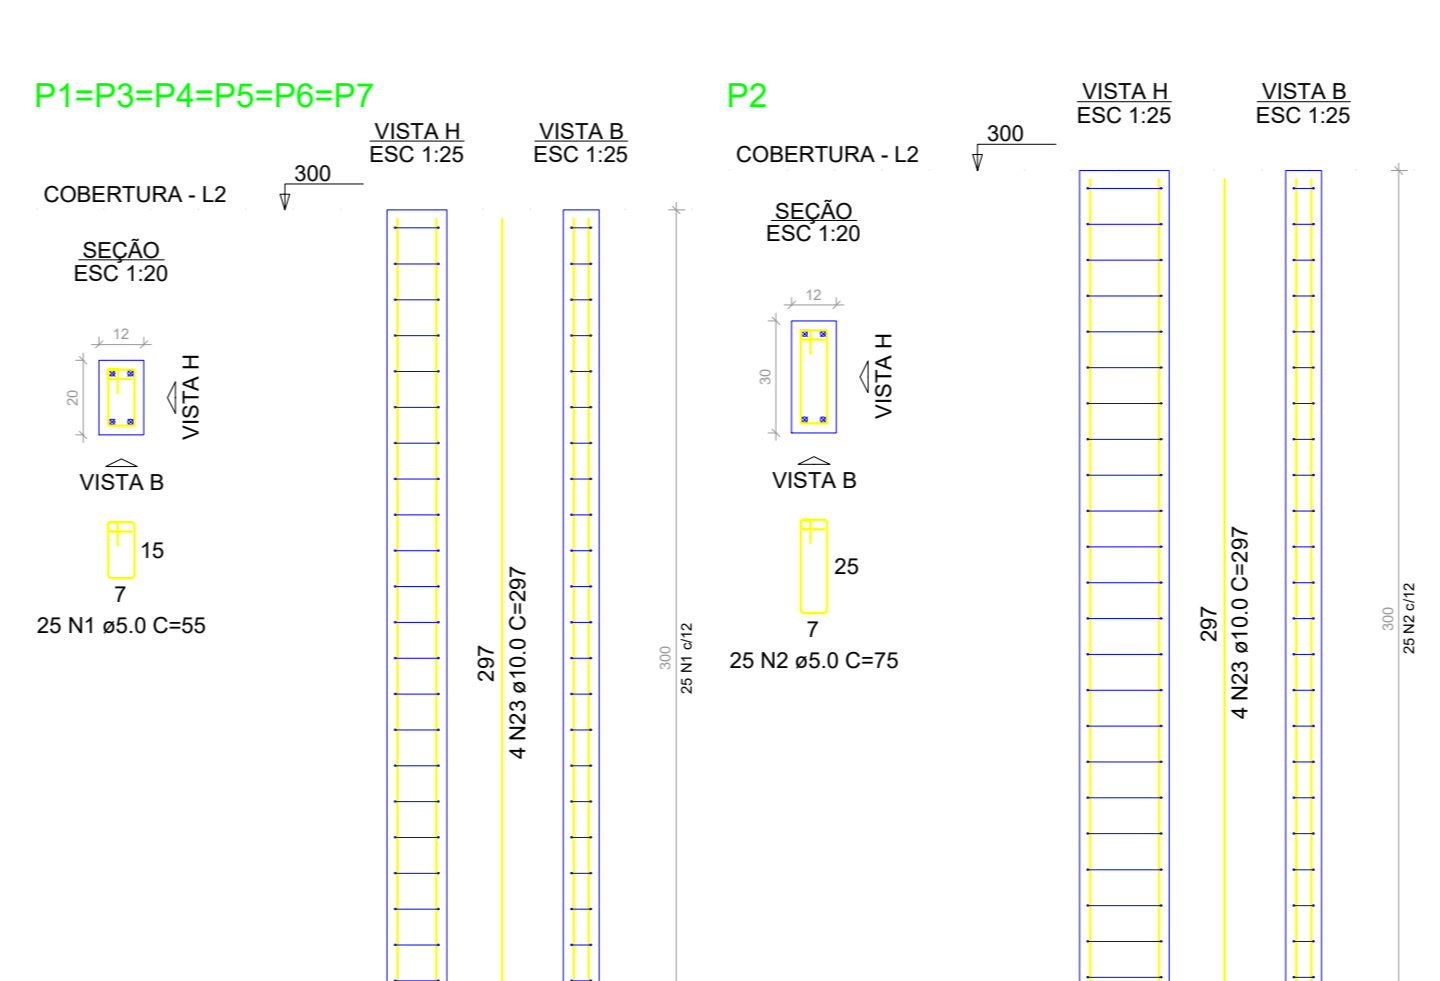 P1=P3=P4=P5=P6=P7
VISTA H
ESC 1:25
VISTA B
ESC 1:25
300
COBERTURA - L2
SEÇÃO
ESC 1:20
12
20
VISTA H
VISTA B
15
7
25 N1 ø5.0 C=55
297
4 N23 ø10.0 C=297
300
25 N1 c/12
P2
VISTA H
ESC 1:25
VISTA B
ESC 1:25
300
COBERTURA - L2
SEÇÃO
ESC 1:20
12
30
VISTA H
VISTA B
25
7
25 N2 ø5.0 C=75
297
4 N23 ø10.0 C=297
300
25 N2 c/12